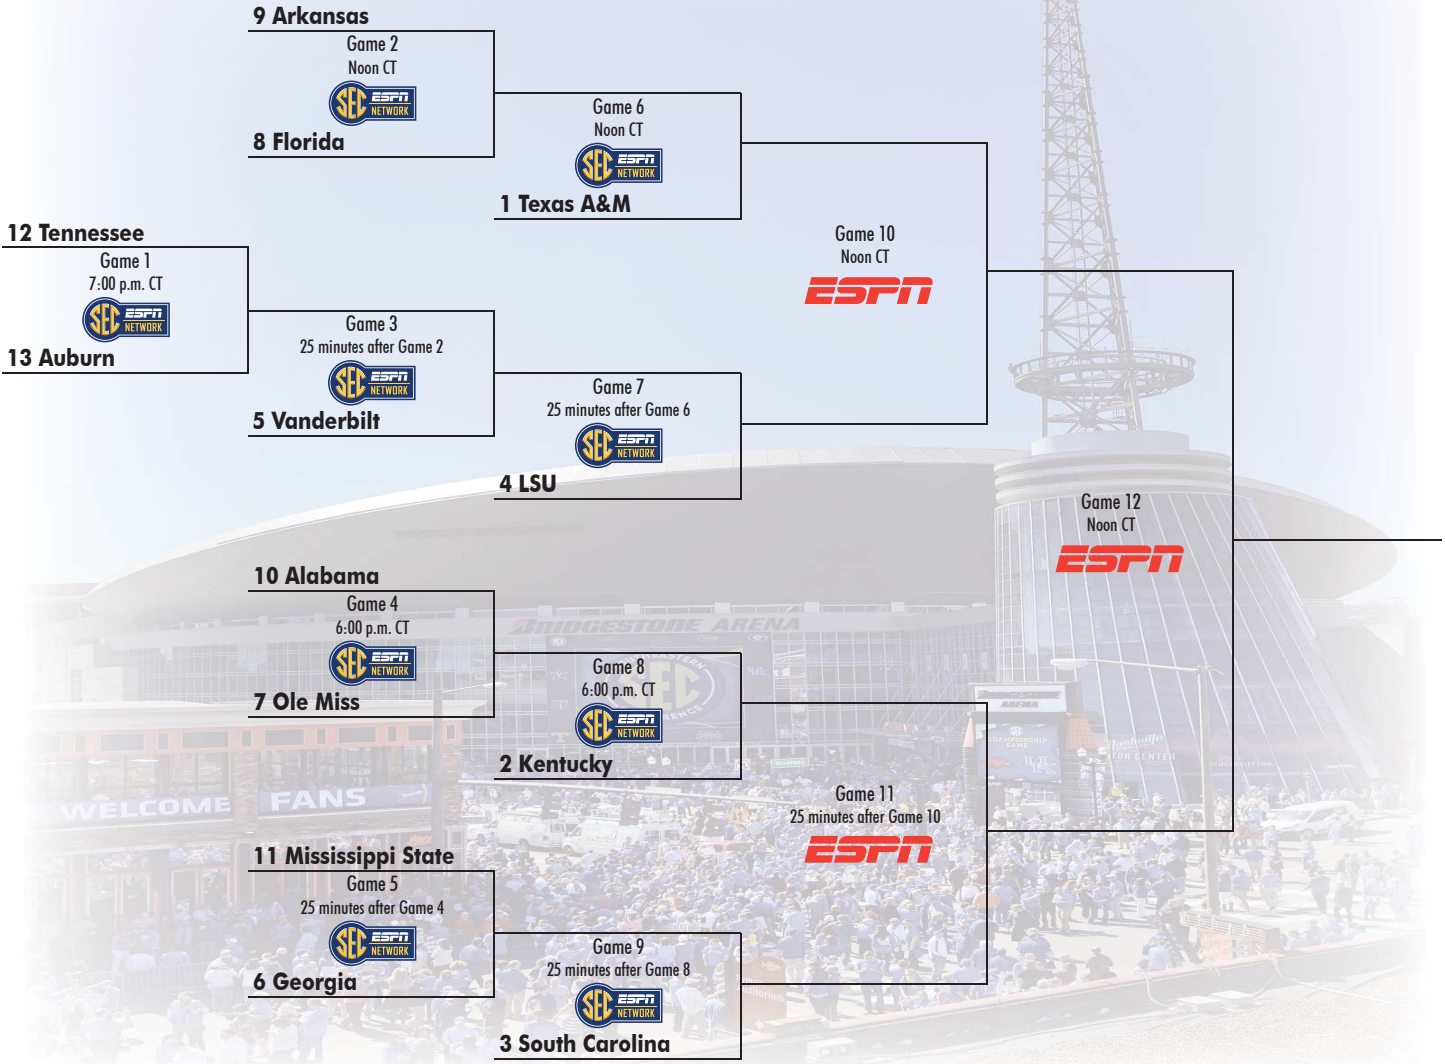 9 Arkansas
Game 2
Noon CT
SEC ESPN NETWORK
8 Florida
Game 6
Noon CT
SEC ESPN NETWORK
1 Texas A&M
12 Tennessee
Game 1
7:00 p.m. CT
SEC ESPN NETWORK
13 Auburn
Game 3
25 minutes after Game 2
SEC ESPN NETWORK
5 Vanderbilt
Game 7
25 minutes after Game 6
SEC ESPN NETWORK
4 LSU
Game 10
Noon CT
ESPN
10 Alabama
Game 4
6:00 p.m. CT
SEC ESPN NETWORK
7 Ole Miss
Game 8
6:00 p.m. CT
SEC ESPN NETWORK
2 Kentucky
11 Mississippi State
Game 5
25 minutes after Game 4
SEC ESPN NETWORK
6 Georgia
Game 9
25 minutes after Game 8
SEC ESPN NETWORK
3 South Carolina
Game 11
25 minutes after Game 10
ESPN
Game 12
Noon CT
ESPN
BRIDGESTONE ARENA
SEC
BRIDGESTONE
ARENA
CHAMPIONSHIP
GAME
Nashville
WELCOME FANS